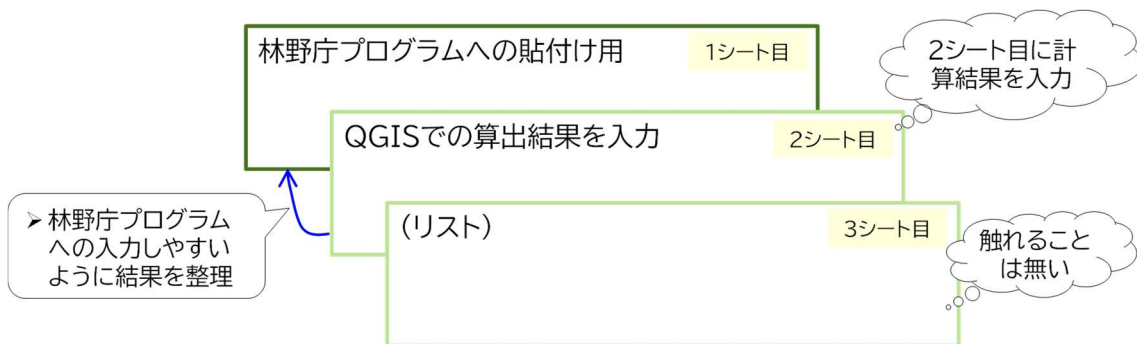 林野庁プログラムへの貼付け用
1シート目
2シート目に計
算結果を入力
QGISでの算出結果を入力
2シート目
➢ 林野庁プログラム
への入力しやすい
ように結果を整理
(リスト)
3シート目
触れること
は無い